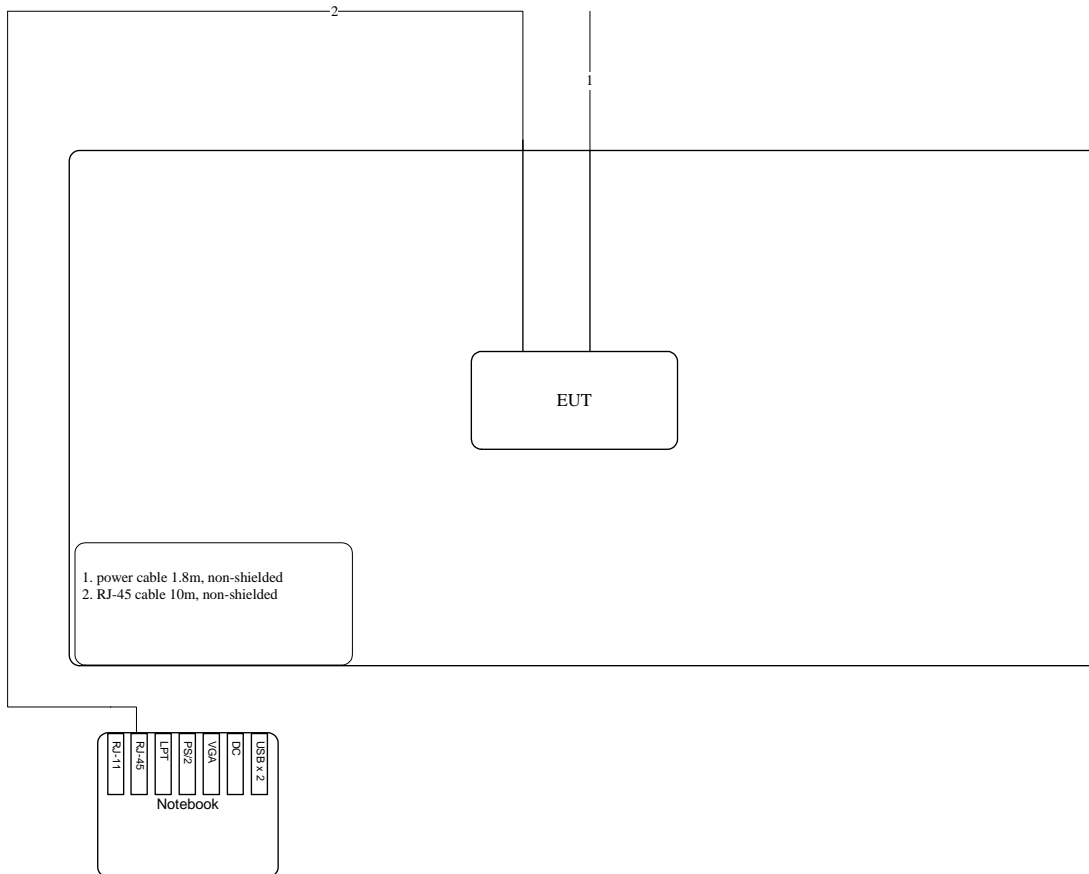 2
1
EUT
1. power cable 1.8m, non-shielded
2. RJ-45 cable 10m, non-shielded
RJ-11
RJ-45
LPT
PS/2
VGA
DC
USB x 2
Notebook